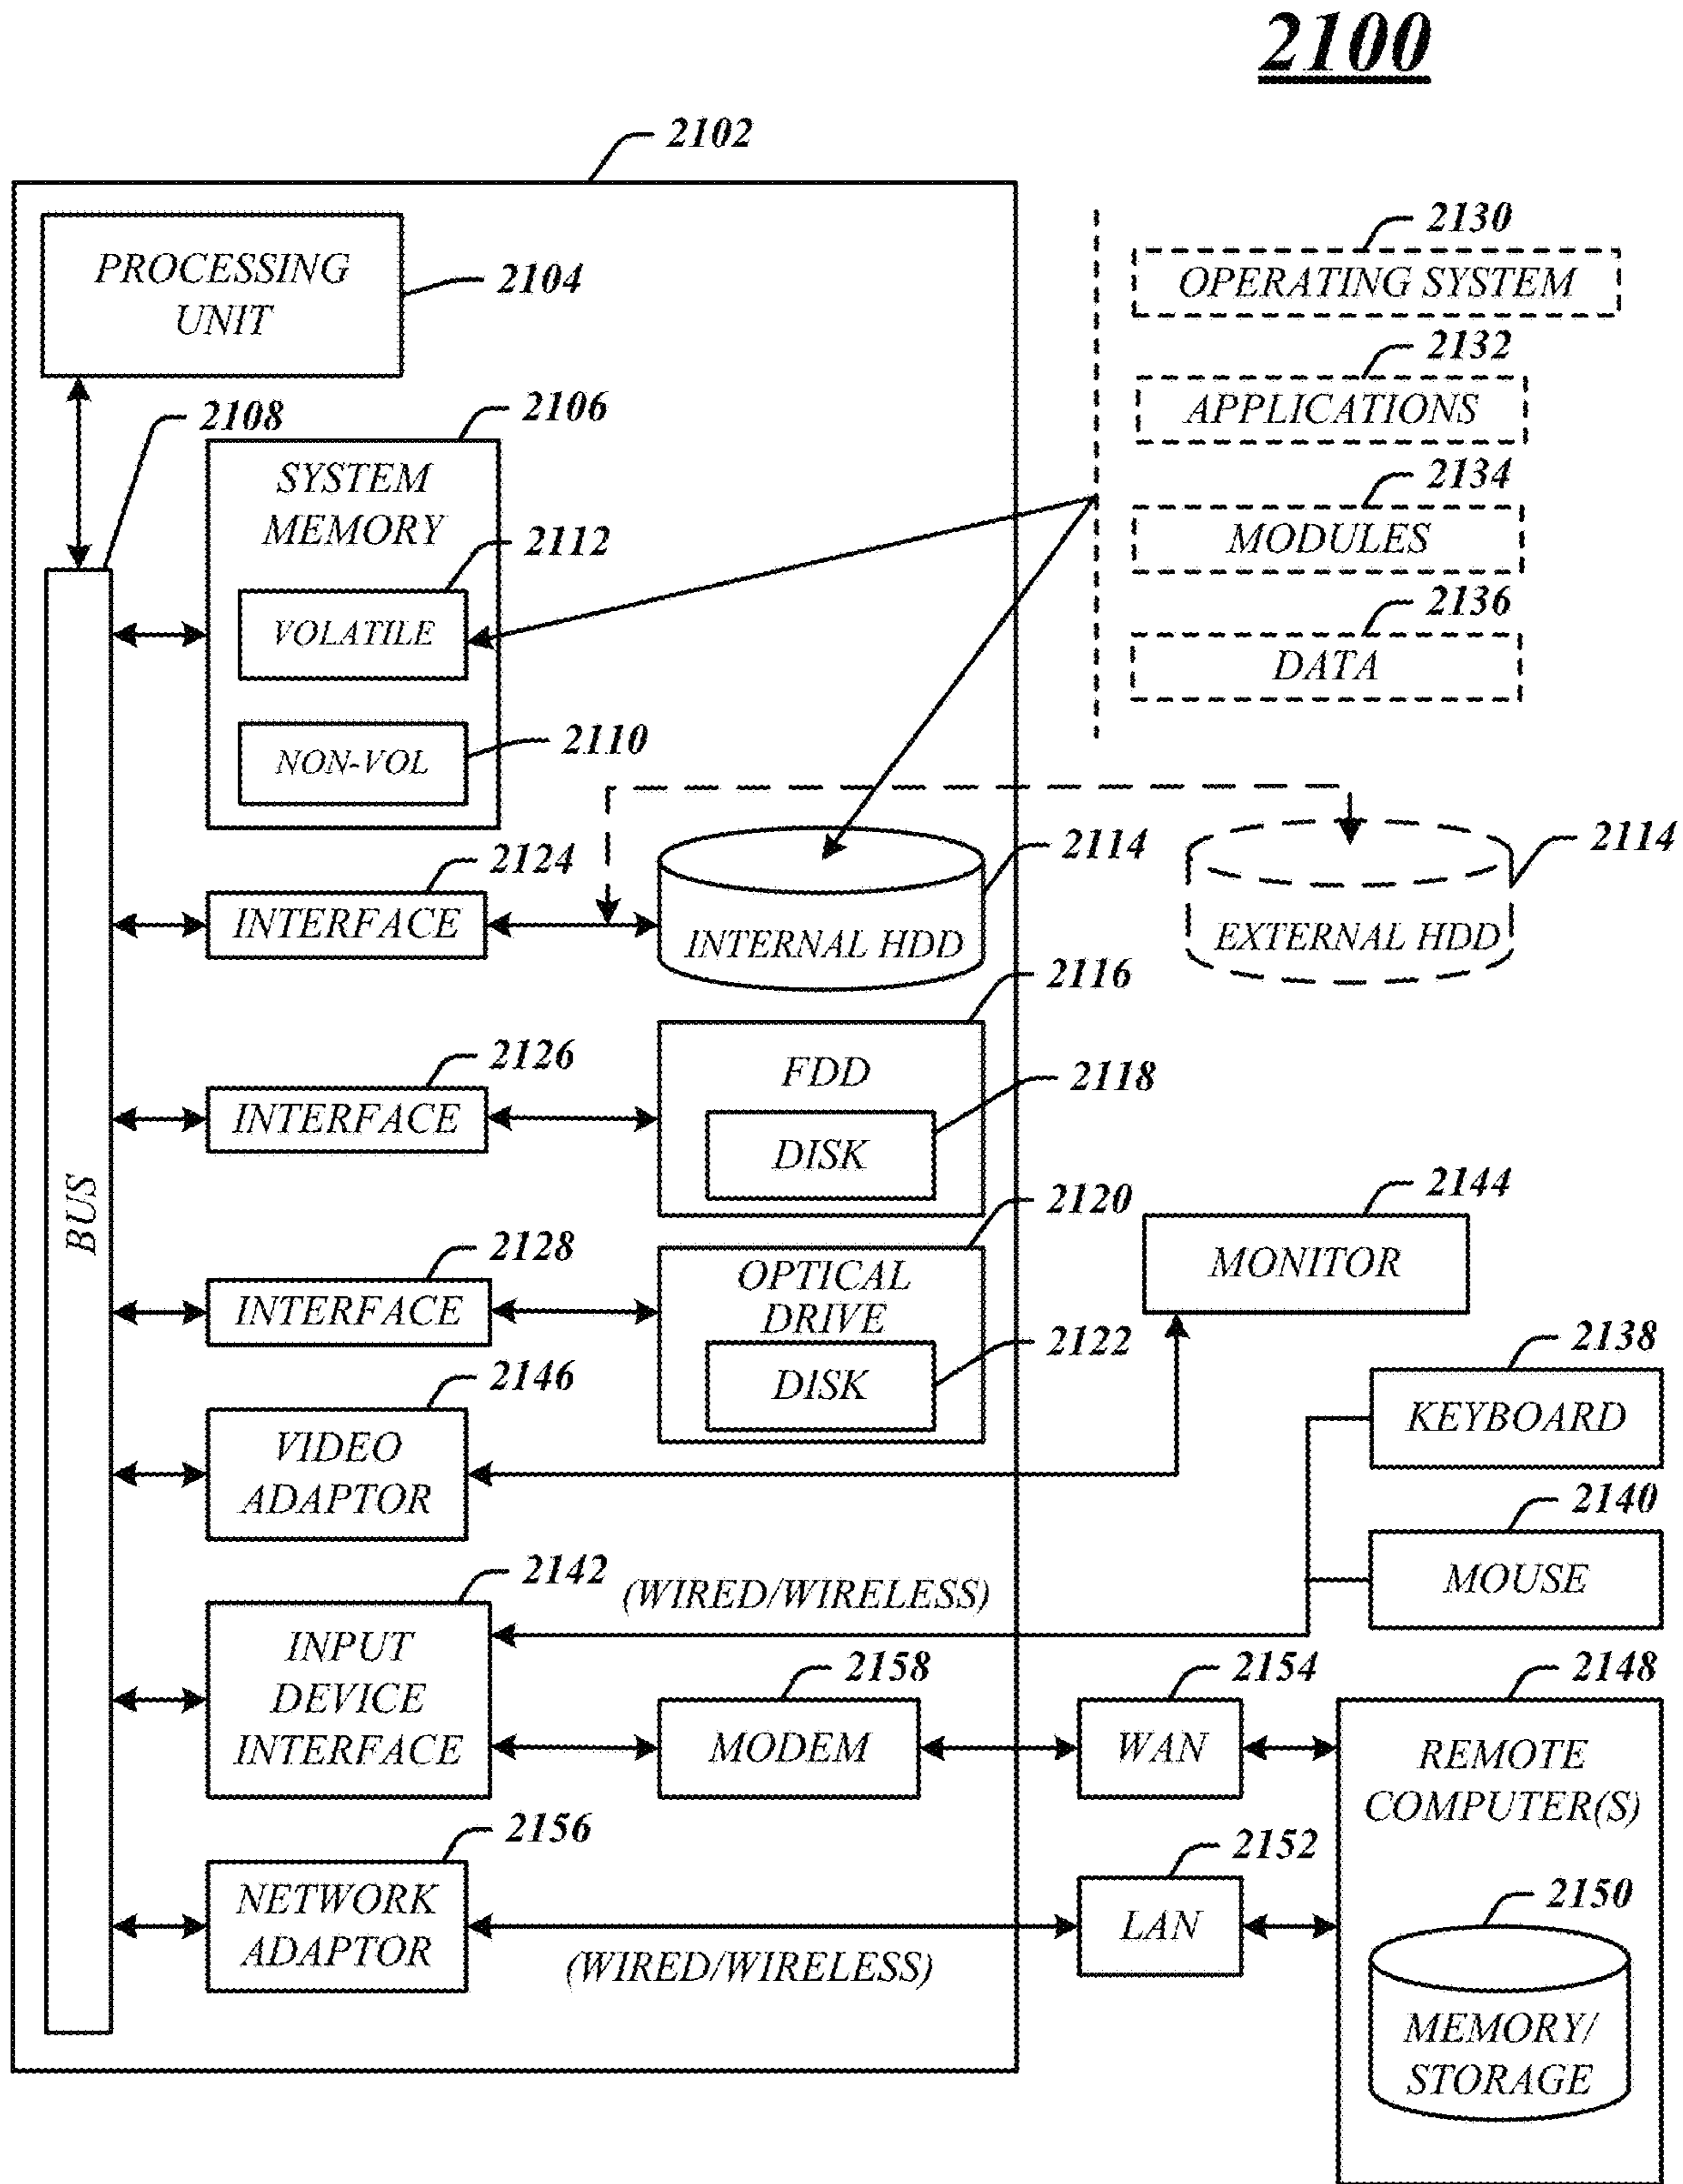 2100
2102
PROCESSING
UNIT
2104
2108
2106
SYSTEM
MEMORY
2112
VOLATILE
2110
NON-VOL
2130
OPERATING SYSTEM
2132
APPLICATIONS
2134
MODULES
2136
DATA
BUS
2124
INTERFACE
2114
INTERNAL HDD
2114
EXTERNAL HDD
2126
INTERFACE
2116
FDD
2118
DISK
2128
INTERFACE
2120
OPTICAL
DRIVE
2122
DISK
2144
MONITOR
2146
VIDEO
ADAPTOR
2138
KEYBOARD
2140
MOUSE
2142
INPUT
DEVICE
INTERFACE
(WIRED/WIRELESS)
2158
MODEM
2154
WAN
2148
REMOTE
COMPUTER(S)
2156
NETWORK
ADAPTOR
(WIRED/WIRELESS)
2152
LAN
2150
MEMORY/
STORAGE